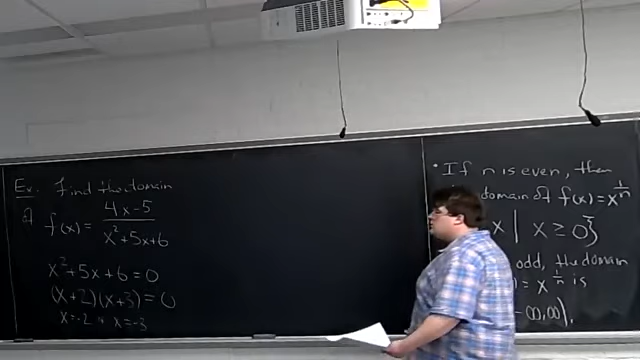 Ex. Find the domain
of f(x) = 4x-5 / x²+5x+6
x²+5x+6=0
(x+2)(x+3)=0
x=-2 x=-3
• If n is even, then
domain of f(x)=x^(1/n)
x | x ≥ 0}
odd, the domain
= x^(1/n) is
-∞,∞).